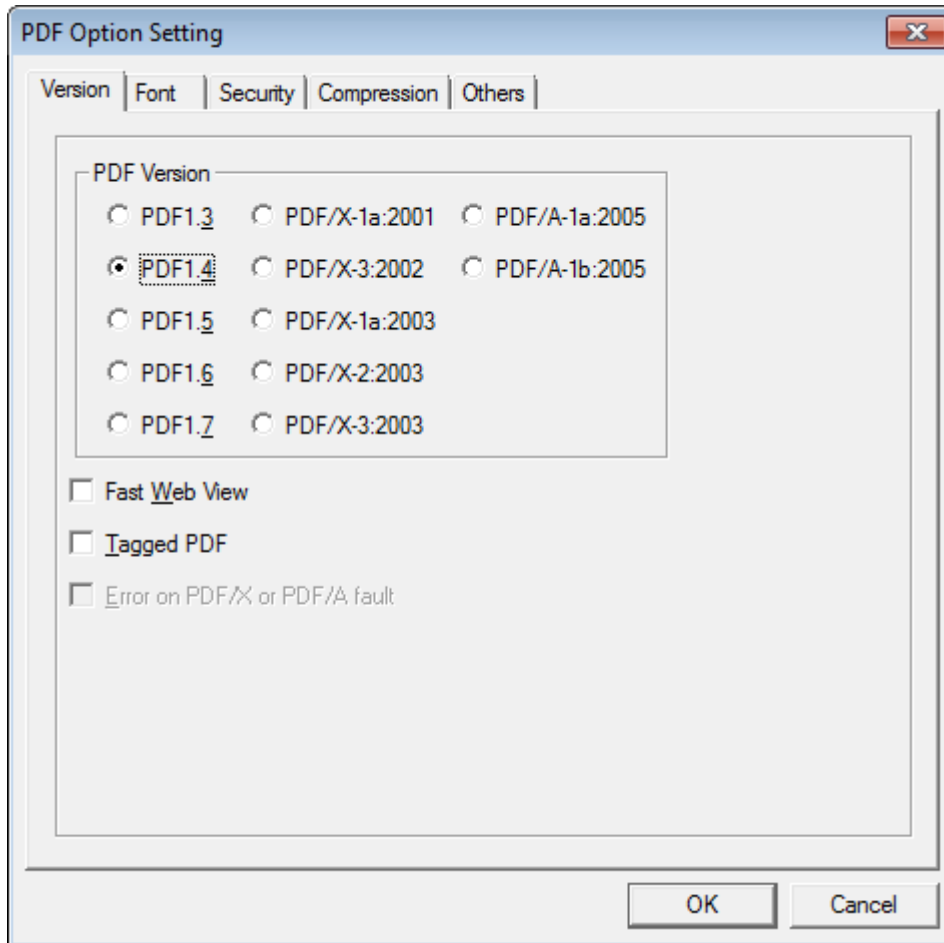 PDF Option Setting
Version Font Security Compression Others
PDF Version
PDF1.3 PDF/X-1a:2001 PDF/A-1a:2005
PDF1.4 PDF/X-3:2002 PDF/A-1b:2005
PDF1.5 PDF/X-1a:2003
PDF1.6 PDF/X-2:2003
PDF1.7 PDF/X-3:2003
Fast Web View
Tagged PDF
Error on PDF/X or PDF/A fault
OK Cancel